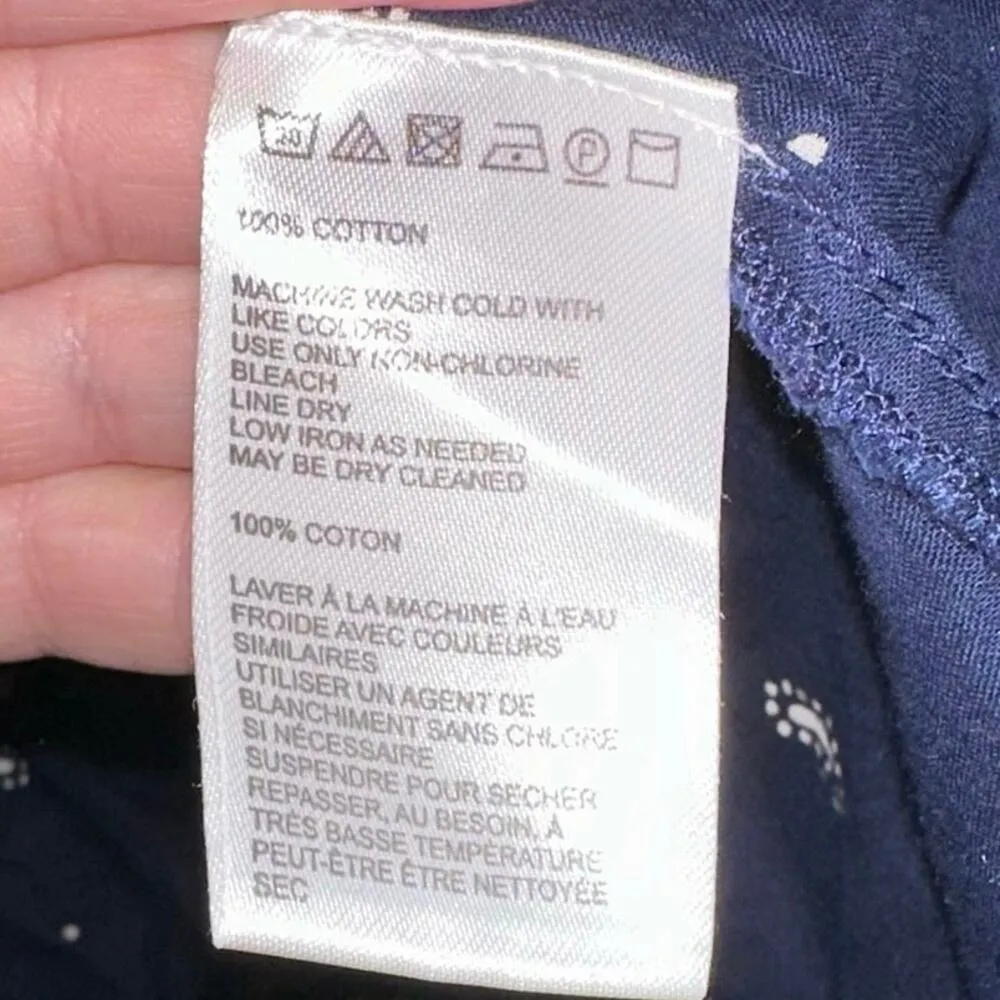 30
P
100% COTTON
MACHINE WASH COLD WITH
LIKE COLORS
USE ONLY NON-CHLORINE
BLEACH
LINE DRY
LOW IRON AS NEEDED
MAY BE DRY CLEANED
100% COTON
LAVER À LA MACHINE À L'EAU
FROIDE AVEC COULEURS
SIMILAIRES
UTILISER UN AGENT DE
BLANCHIMENT SANS CHLORE
SI NÉCESSAIRE
SUSPENDRE POUR SÉCHER
REPASSER, AU BESOIN, À
TRÈS BASSE TEMPÉRATURE
PEUT-ÊTRE ÊTRE NETTOYÉE
SEC